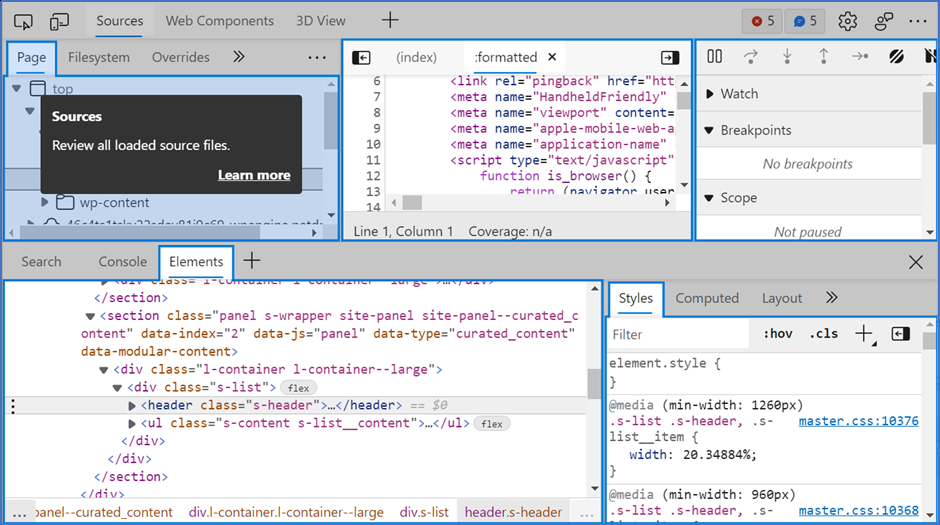 Sources Web Components 3D View 5 5
Page Filesystem Overrides
top
Sources
Review all loaded source files.
Learn more
wp-content
(index) :formatted
6 <link rel="pingback" href="htt
7 <meta name="HandheldFriendly"
8 <meta name="viewport" content=
9 <meta name="apple-mobile-web-a
10 <meta name="application-name"
11 <script type="text/javascript"
12 function is_browser() {
13 return (navigator.user
14
Line 1, Column 1 Coverage: n/a
Watch
Breakpoints
No breakpoints
Scope
Not paused
Search Console Elements
<div class="l-container l-container--large">…</div>
</section>
<section class="panel s-wrapper site-panel site-panel--curated_c
ontent" data-index="2" data-js="panel" data-type="curated_content"
data-modular-content>
<div class="l-container l-container--large">
<div class="s-list"> flex
<header class="s-header">…</header> == $0
<ul class="s-content s-list__content">…</ul> flex
</div>
</div>
</section>
</div>
… panel--curated_content div.l-container.l-container--large div.s-list header.s-header …
Styles Computed Layout
Filter :hov .cls
element.style {
}
@media (min-width: 1260px)
.s-list .s-header, .s- master.css:10376
list__item {
width: 20.34884%;
}
@media (min-width: 960px)
.s-list .s-header, .s- master.css:10368